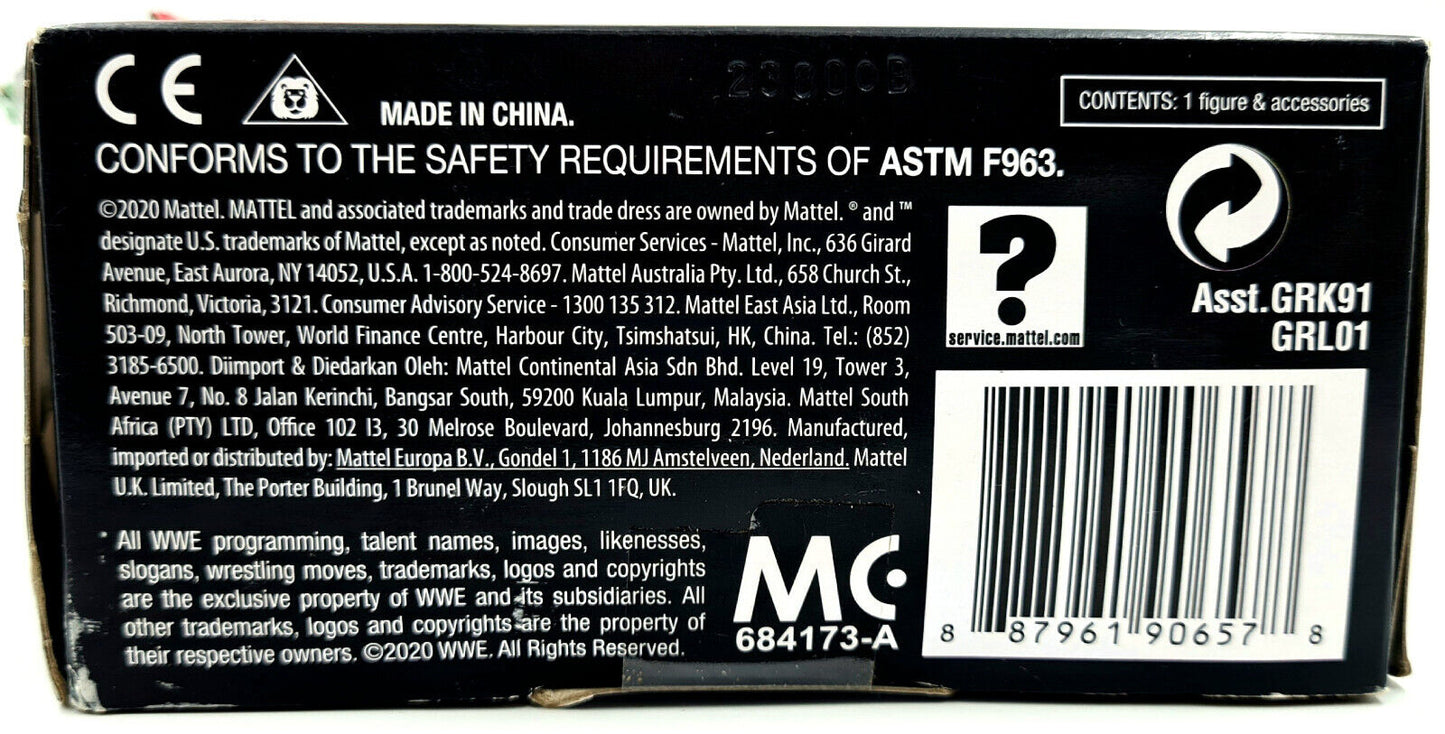 CE
MADE IN CHINA.
CONTENTS: 1 figure & accessories
CONFORMS TO THE SAFETY REQUIREMENTS OF ASTM F963.
©2020 Mattel. MATTEL and associated trademarks and trade dress are owned by Mattel. ® and ™
designate U.S. trademarks of Mattel, except as noted. Consumer Services - Mattel, Inc., 636 Girard
Avenue, East Aurora, NY 14052, U.S.A. 1-800-524-8697. Mattel Australia Pty. Ltd., 658 Church St.,
Richmond, Victoria, 3121. Consumer Advisory Service - 1300 135 312. Mattel East Asia Ltd., Room
503-09, North Tower, World Finance Centre, Harbour City, Tsimshatsui, HK, China. Tel.: (852)
3185-6500. Diimport & Diedarkan Oleh: Mattel Continental Asia Sdn Bhd. Level 19, Tower 3,
Avenue 7, No. 8 Jalan Kerinchi, Bangsar South, 59200 Kuala Lumpur, Malaysia. Mattel South
Africa (PTY) LTD, Office 102 I3, 30 Melrose Boulevard, Johannesburg 2196. Manufactured,
imported or distributed by: Mattel Europa B.V., Gondel 1, 1186 MJ Amstelveen, Nederland. Mattel
U.K. Limited, The Porter Building, 1 Brunel Way, Slough SL1 1FQ, UK.
?
service.mattel.com
Asst. GRK91
GRL01
All WWE programming, talent names, images, likenesses,
slogans, wrestling moves, trademarks, logos and copyrights
are the exclusive property of WWE and its subsidiaries. All
other trademarks, logos and copyrights are the property of
their respective owners. ©2020 WWE. All Rights Reserved.
MC
684173-A
8 87961 90657 8